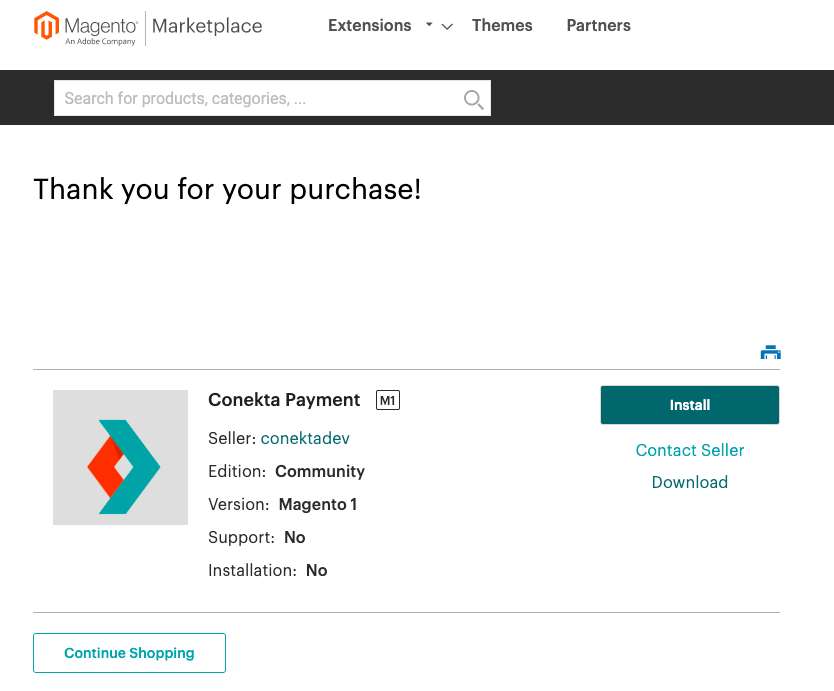 Magento Marketplace
An Adobe Company
Extensions Themes Partners
Search for products, categories, ...
Thank you for your purchase!
Conekta Payment M1
Seller: conektadev
Edition: Community
Version: Magento 1
Support: No
Installation: No
Install
Contact Seller
Download
Continue Shopping